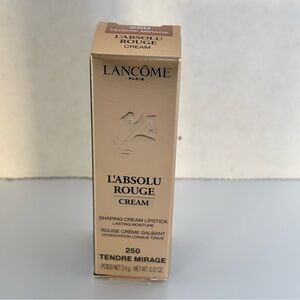 250
TENDRE MIRAGE
L'ABSOLU
ROUGE
CREAM
LANCÔME
PARIS
L'ABSOLU
ROUGE
CREAM
SHAPING CREAM LIPSTICK
LASTING MOISTURE
ROUGE CRÈME GALBANT
HYDRATATION LONGUE TENUE
250
TENDRE MIRAGE
POIDS NET 3.4g - NET WT. 0.12 OZ.